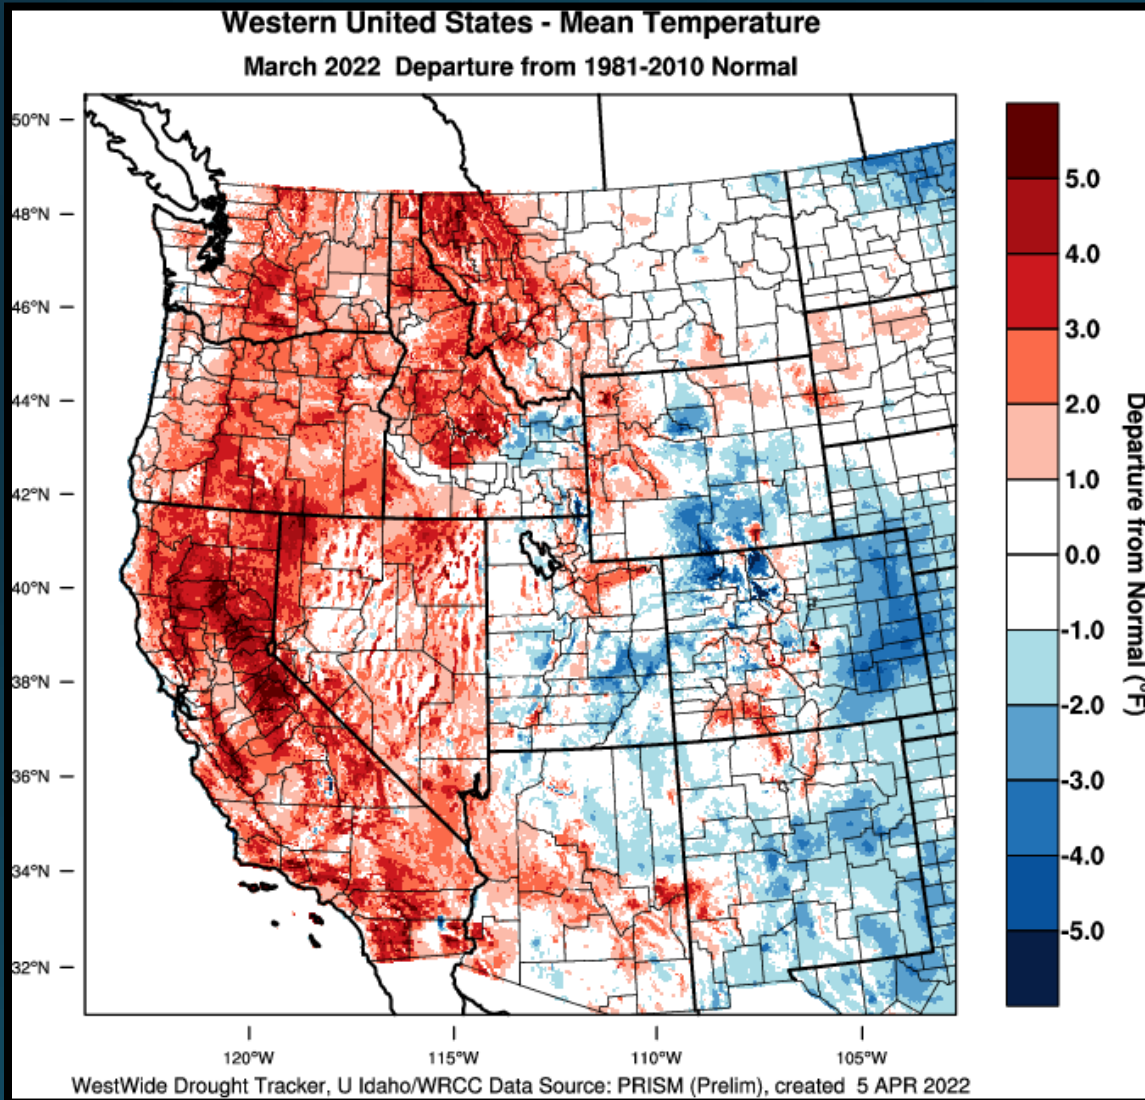 Western United States - Mean Temperature
March 2022 Departure from 1981-2010 Normal
50°N
48°N
46°N
44°N
42°N
40°N
38°N
36°N
34°N
32°N
120°W
115°W
110°W
105°W
5.0
4.0
3.0
2.0
1.0
0.0
-1.0
-2.0
-3.0
-4.0
-5.0
Departure from Normal (°F)
WestWide Drought Tracker, U Idaho/WRCC Data Source: PRISM (Prelim), created 5 APR 2022